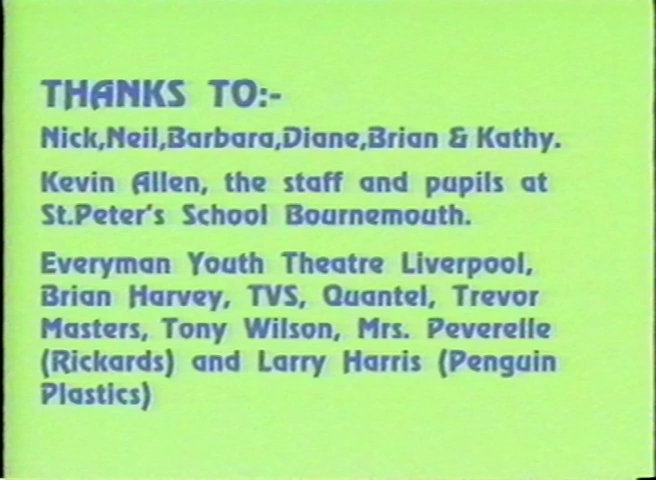 THANKS TO:-
Nick,Neil,Barbara,Diane,Brian & Kathy.
Kevin Allen, the staff and pupils at
St.Peter's School Bournemouth.
Everyman Youth Theatre Liverpool,
Brian Harvey, TVS, Quantel, Trevor
Masters, Tony Wilson, Mrs. Peverelle
(Rickards) and Larry Harris (Penguin
Plastics)